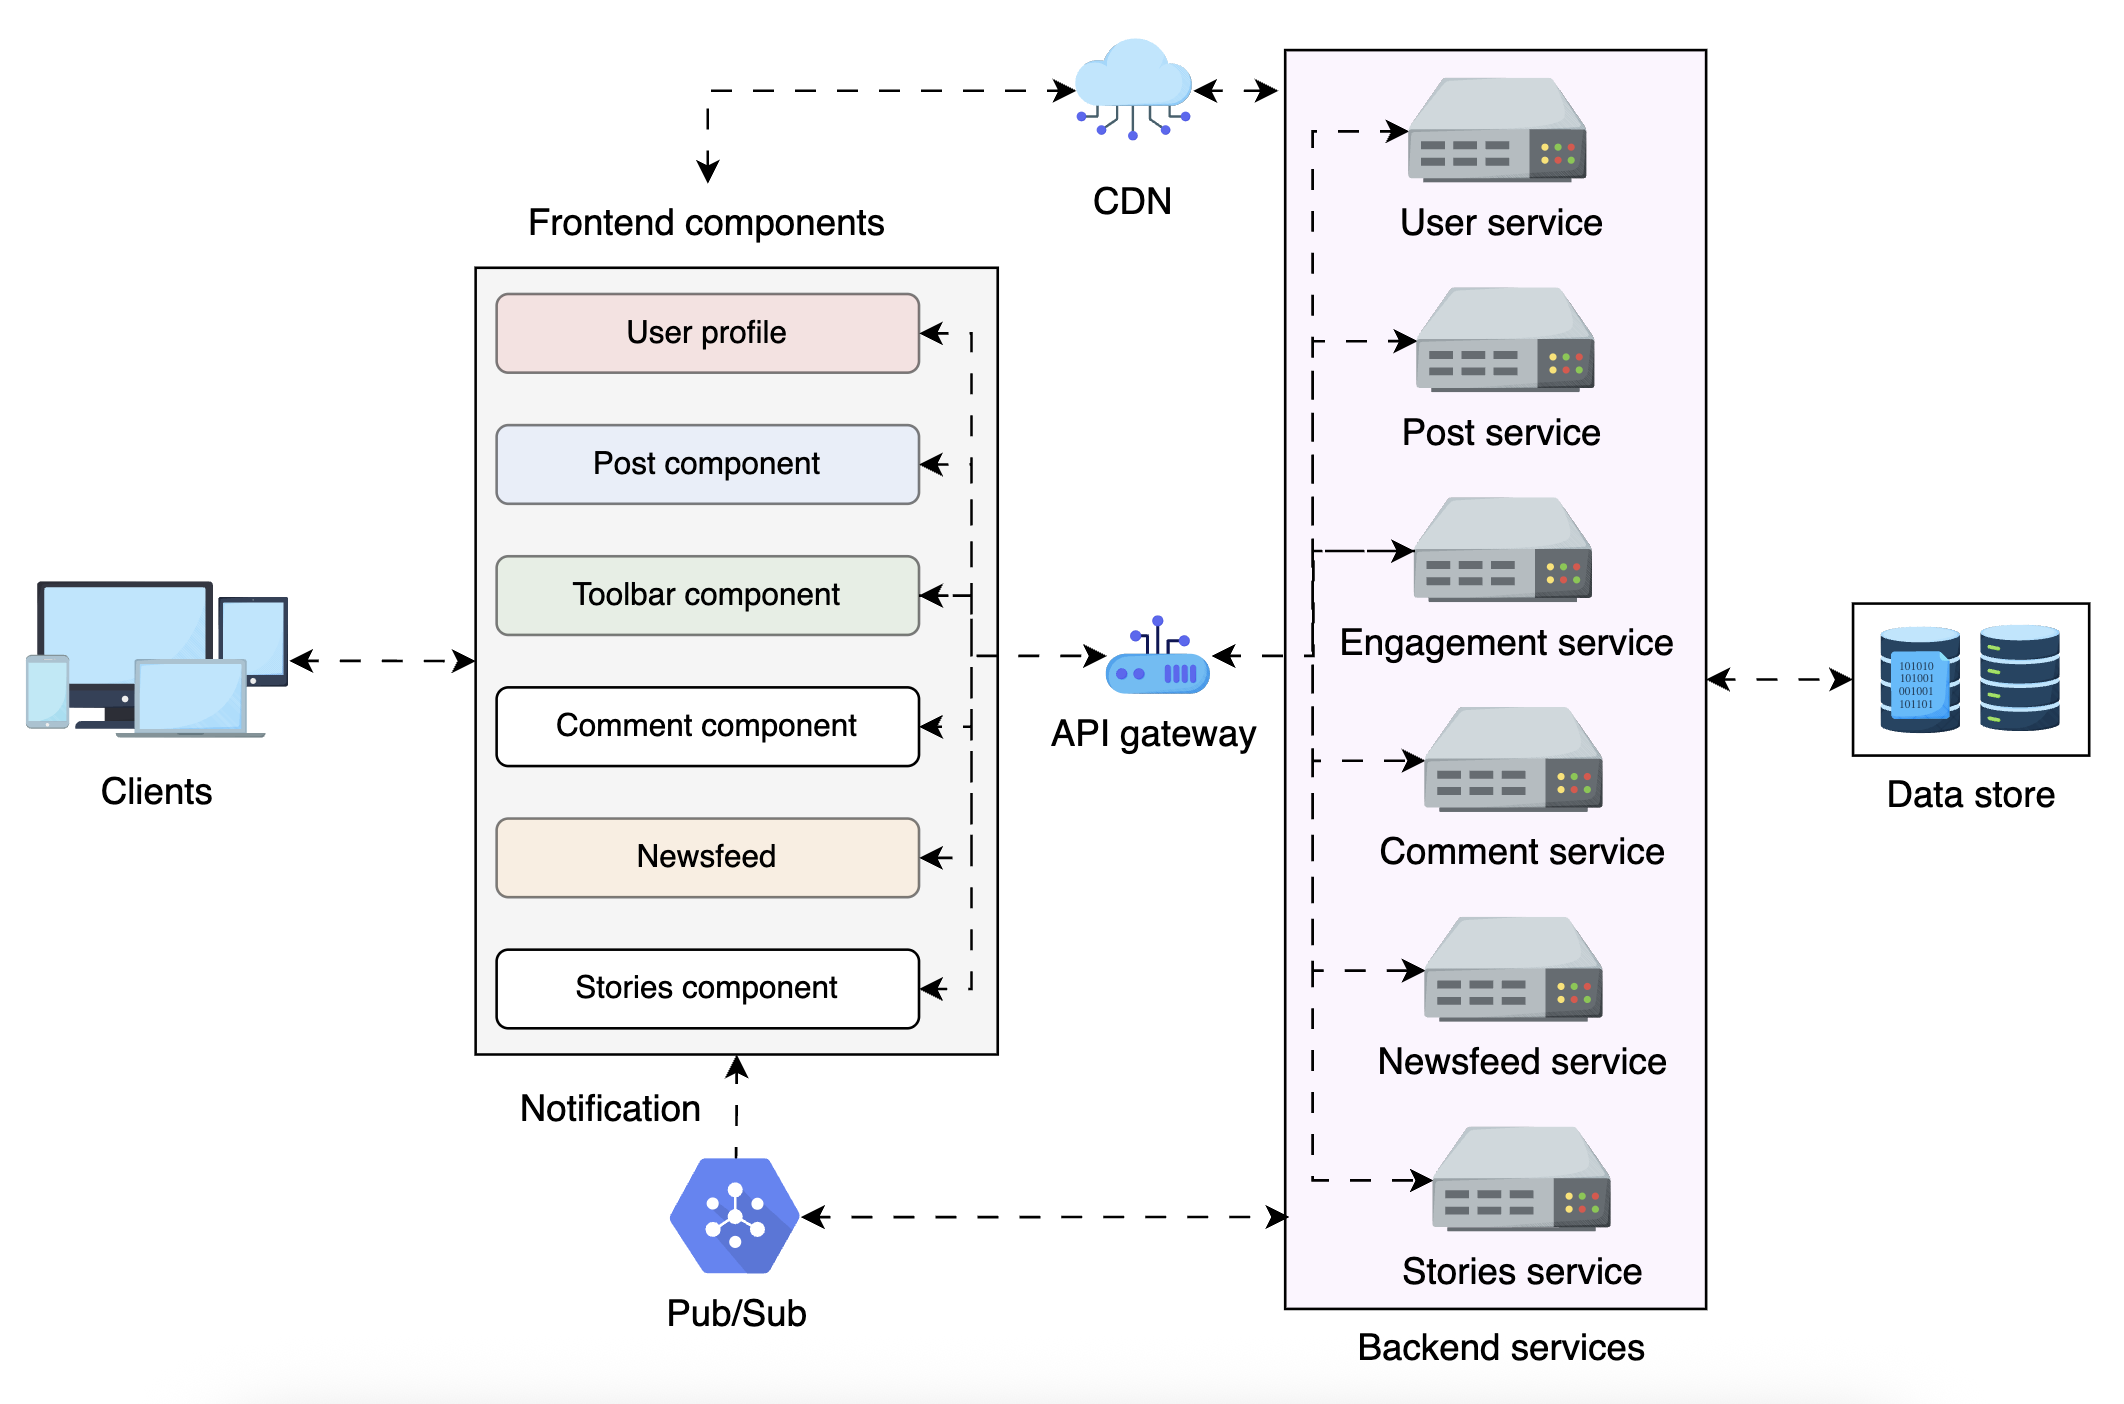 CDN
Frontend components
User profile
Post component
Toolbar component
Comment component
Newsfeed
Stories component
Clients
Notification
Pub/Sub
API gateway
User service
Post service
Engagement service
Comment service
Newsfeed service
Stories service
Backend services
101010
101001
001001
101101
Data store